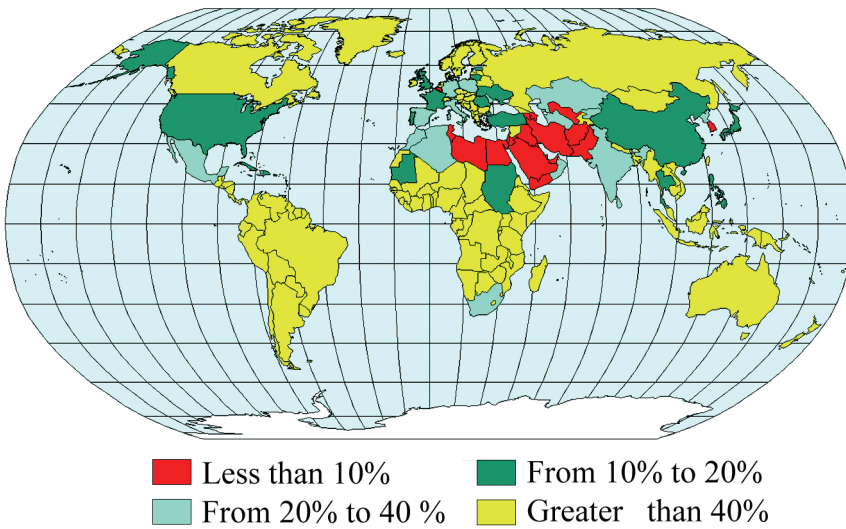 Less than 10%
From 10% to 20%
From 20% to 40 %
Greater than 40%